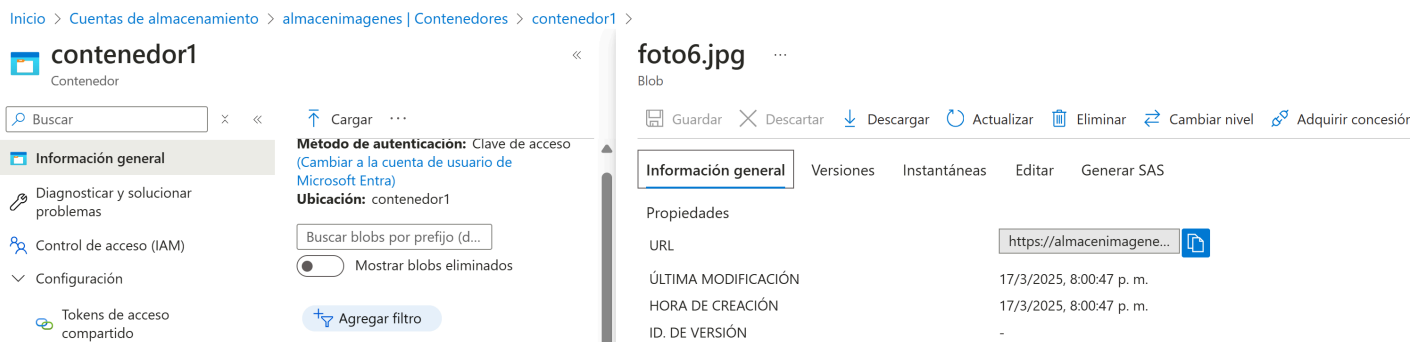 Inicio > Cuentas de almacenamiento > almacenimagenes | Contenedores > contenedor1 >
contenedor1
Contenedor
Buscar
Información general
Diagnosticar y solucionar
problemas
Control de acceso (IAM)
Configuración
Tokens de acceso
compartido
Cargar ...
Método de autenticación: Clave de acceso
(Cambiar a la cuenta de usuario de
Microsoft Entra)
Ubicación: contenedor1
Buscar blobs por prefijo (d...
Mostrar blobs eliminados
Agregar filtro
foto6.jpg ...
Blob
Guardar Descartar Descargar Actualizar Eliminar Cambiar nivel Adquirir concesión
Información general Versiones Instantáneas Editar Generar SAS
Propiedades
URL https://almacenimagene...
ÚLTIMA MODIFICACIÓN 17/3/2025, 8:00:47 p. m.
HORA DE CREACIÓN 17/3/2025, 8:00:47 p. m.
ID. DE VERSIÓN -